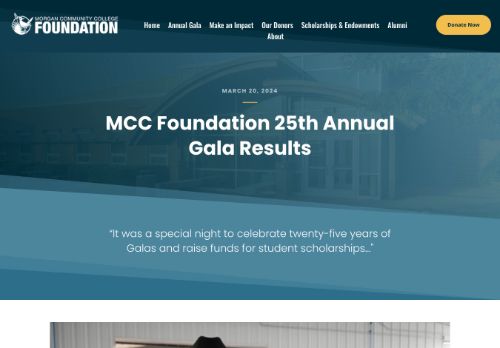 MORGAN COMMUNITY COLLEGE
FOUNDATION
Home Annual Gala Make an Impact Our Donors Scholarships & Endowments Alumni
About
Donate Now
MARCH 20, 2024
MCC Foundation 25th Annual
Gala Results
“It was a special night to celebrate twenty-five years of
Galas and raise funds for student scholarships...”